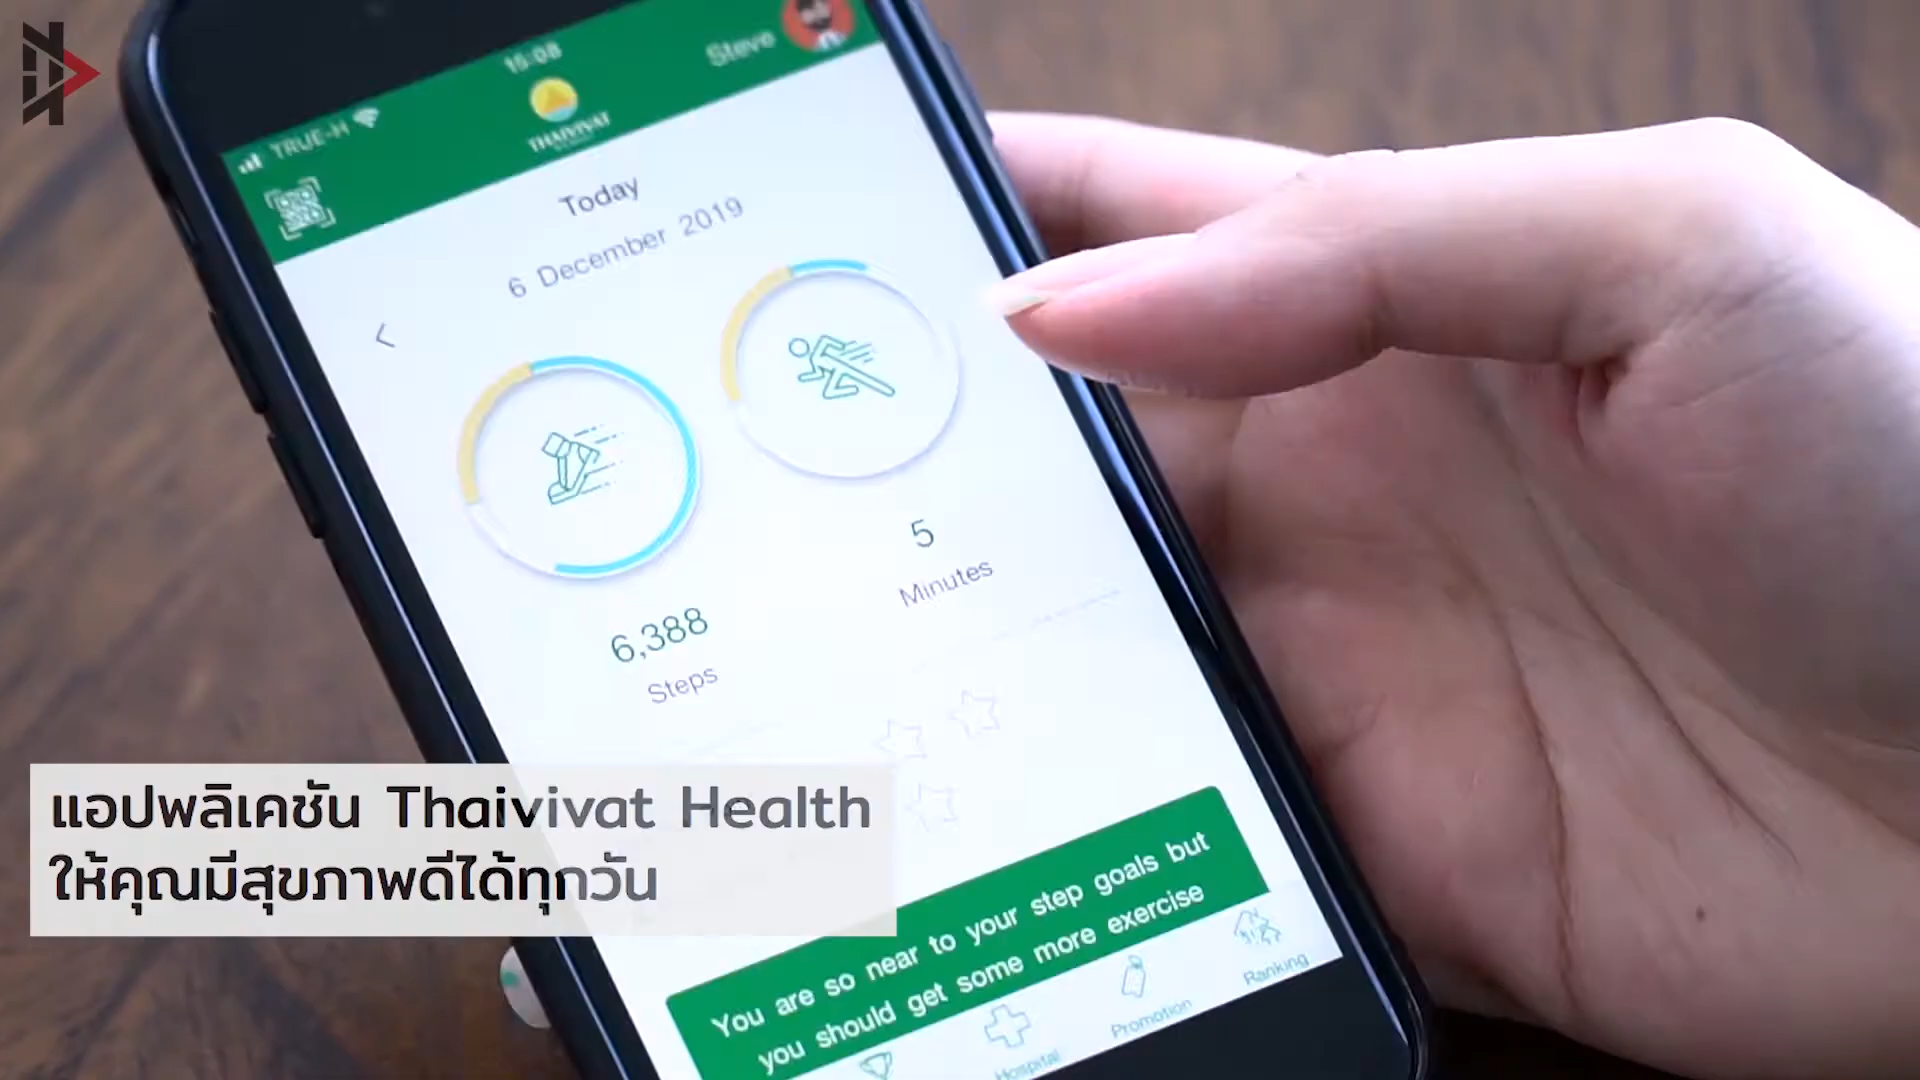 TRUE-H
15:08
Steve
THAIVIVAT
Today
6 December 2019
6,388
Steps
5
Minutes
แอปพลิเคชัน Thaivivat Health
ให้คุณมีสุขภาพดีได้ทุกวัน
You are so near to your step goals but
you should get some more exercise
Hospital
Promotion
Ranking